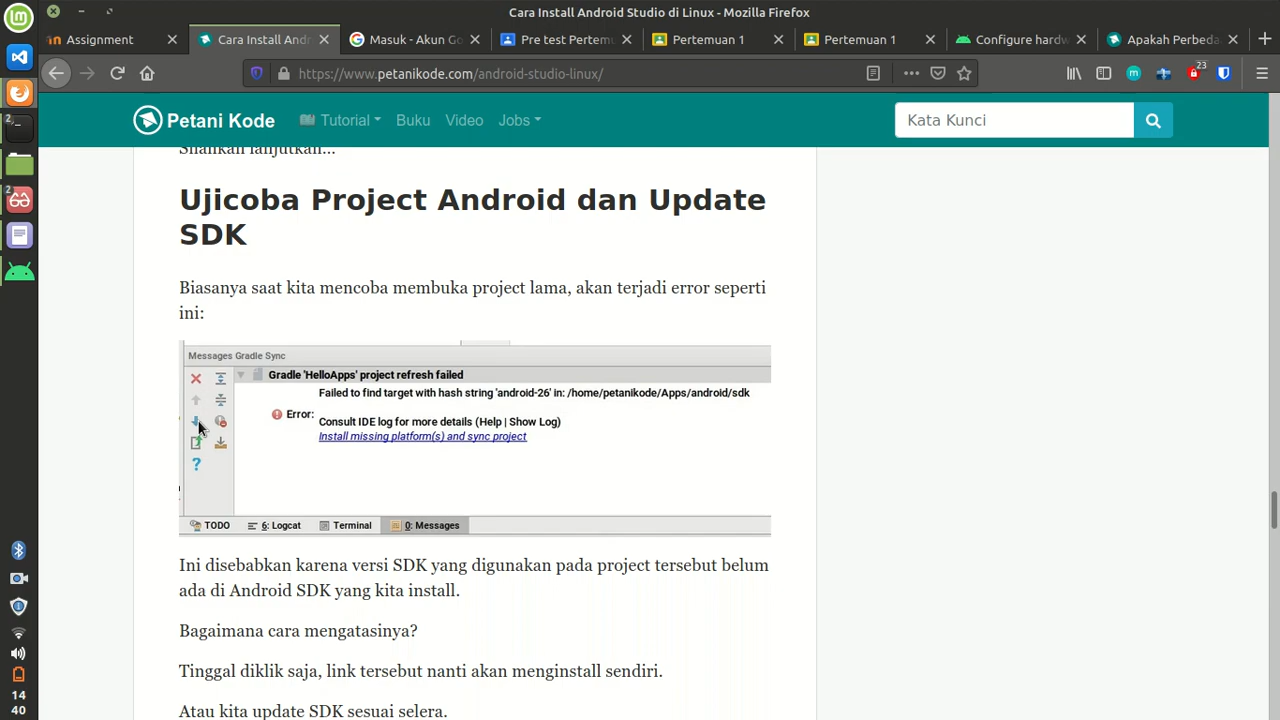 Cara Install Android Studio di Linux - Mozilla Firefox
Assignment
Cara Install Andr
Masuk - Akun Go
Pre test Pertem
Pertemuan 1
Pertemuan 1
Configure hardw
Apakah Perbeda
https://www.petanikode.com/android-studio-linux/
23
Petani Kode
Tutorial
Buku
Video
Jobs
Kata Kunci
Silahkan lanjutkan...
Ujicoba Project Android dan Update
SDK
Biasanya saat kita mencoba membuka project lama, akan terjadi error seperti
ini:
Messages Gradle Sync
Gradle 'HelloApps' project refresh failed
Failed to find target with hash string 'android-26' in: /home/petanikode/Apps/android/sdk
Error:
Consult IDE log for more details (Help | Show Log)
Install missing platform(s) and sync project
TODO
6: Logcat
Terminal
0: Messages
Ini disebabkan karena versi SDK yang digunakan pada project tersebut belum
ada di Android SDK yang kita install.
Bagaimana cara mengatasinya?
Tinggal diklik saja, link tersebut nanti akan menginstall sendiri.
Atau kita update SDK sesuai selera.
2
2
14
40